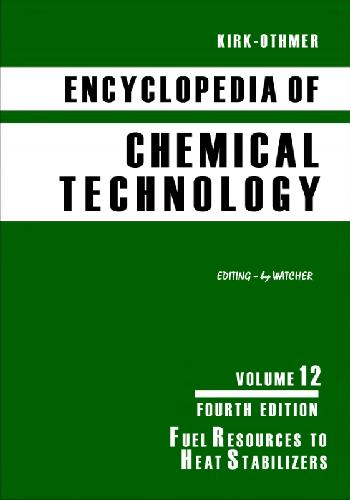 KIRK-OTHMER
ENCYCLOPEDIA OF
CHEMICAL
TECHNOLOGY
EDITING - by WATCHER
VOLUME 12
FOURTH EDITION
FUEL RESOURCES TO
HEAT STABILIZERS